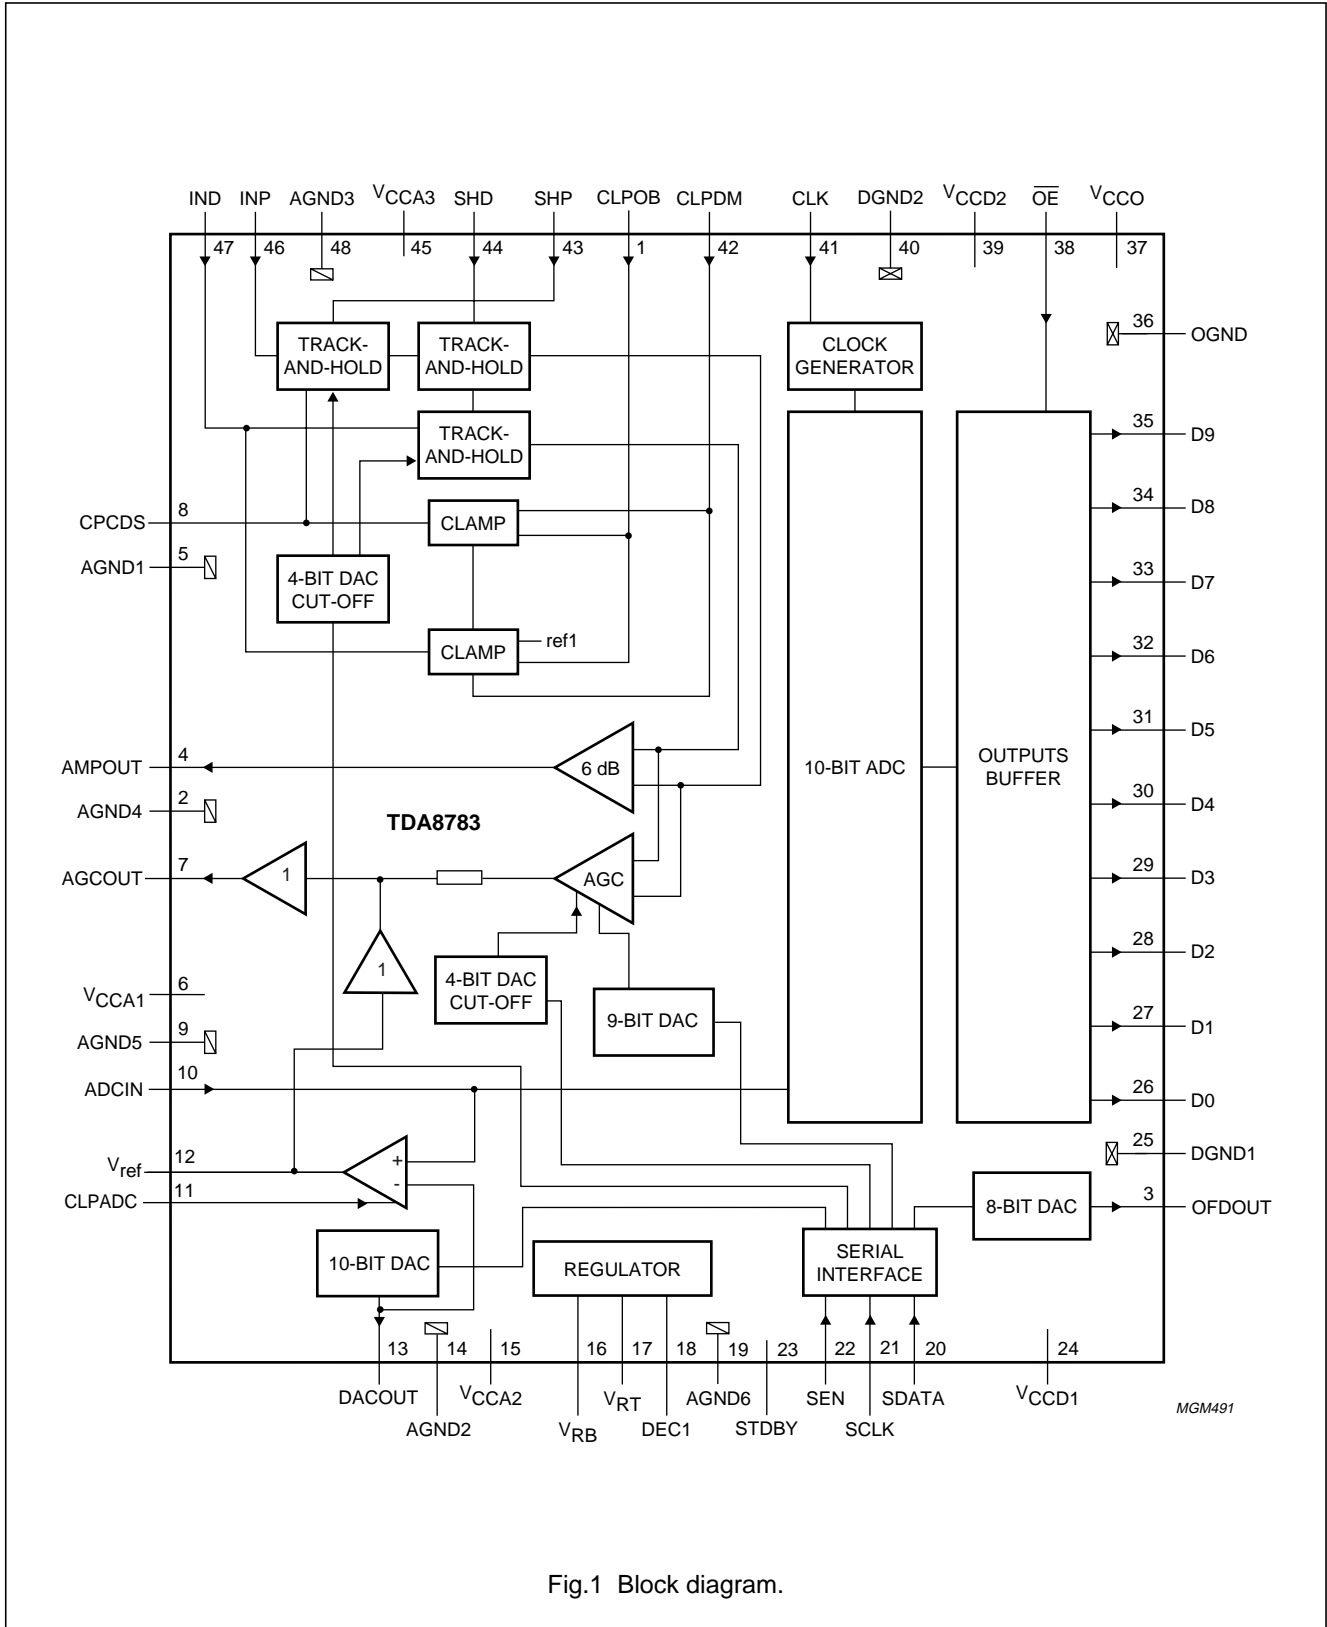 IND INP AGND3 VCCA3 SHD SHP CLPOB CLPDM CLK DGND2 VCCD2 OE VCCO
47 46 48 45 44 43 1 42 41 40 39 38 37
36 OGND
TRACK-
AND-HOLD
TRACK-
AND-HOLD
CLOCK
GENERATOR
TRACK-
AND-HOLD
35 D9
34 D8
CPCDS 8
CLAMP
AGND1 5
4-BIT DAC
CUT-OFF
33 D7
CLAMP
ref1
32 D6
31 D5
AMPOUT 4
6 dB
10-BIT ADC
OUTPUTS
BUFFER
AGND4 2
30 D4
TDA8783
AGCOUT 7
1
AGC
29 D3
1
4-BIT DAC
CUT-OFF
28 D2
VCCA1 6
9-BIT DAC
27 D1
AGND5 9
ADCIN 10
26 D0
25 DGND1
Vref 12
+
-
CLPADC 11
8-BIT DAC
3 OFDOUT
10-BIT DAC
REGULATOR
SERIAL
INTERFACE
13 14 15 16 17 18 19 23 22 21 20 24
DACOUT VCCA2 VRT AGND6 SEN SDATA VCCD1
AGND2 VRB DEC1 STDBY SCLK
MGM491
Fig.1 Block diagram.